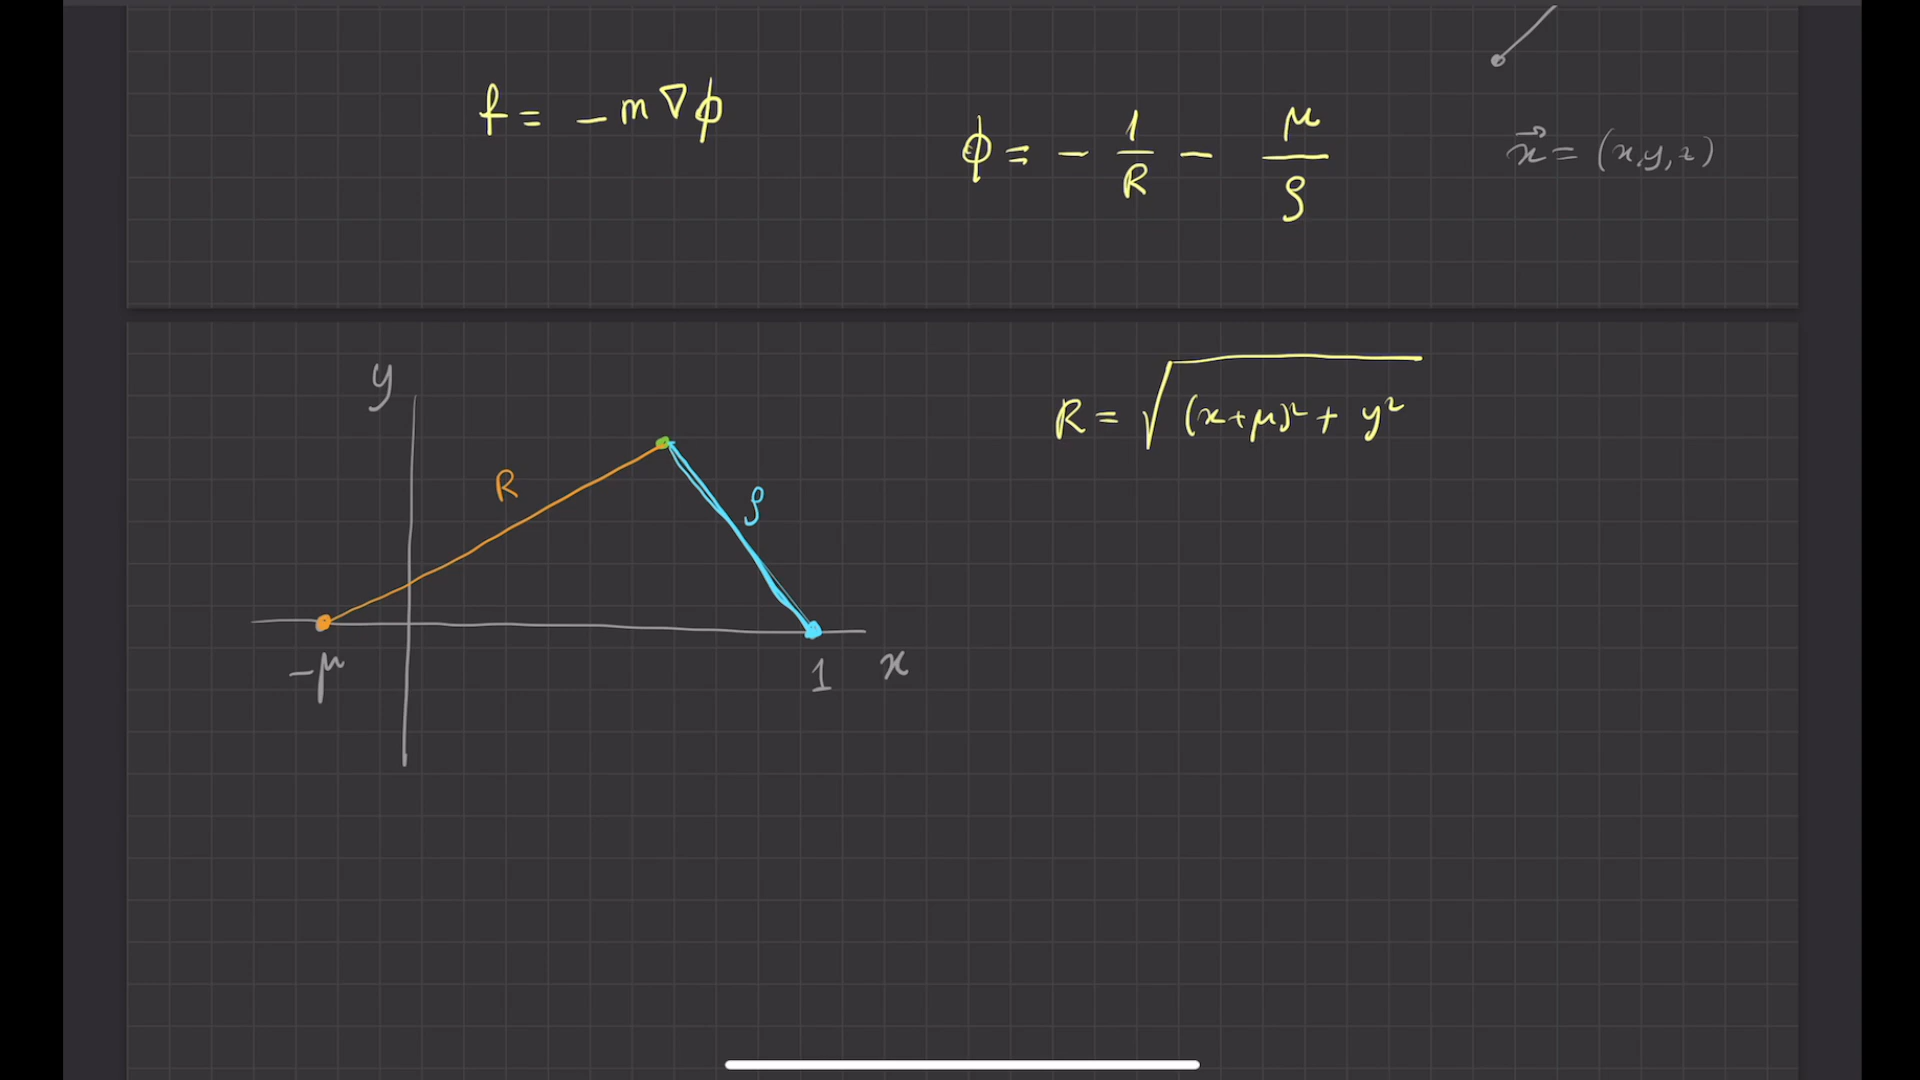 f = -m∇ϕ
ϕ = - 1/R - μ/ρ
x⃗ = (x,y,z)
y
R = √((x+μ)² + y²)
R
ρ
-μ
1
x